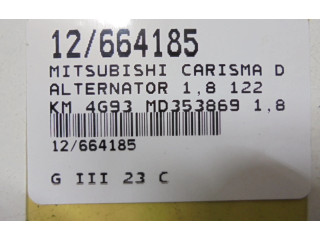 12/664185
MITSUBISHI CARISMA D
ALTERNATOR 1,8 122
KM 4G93 MD353869 1,8
12/664185
G III 23 C